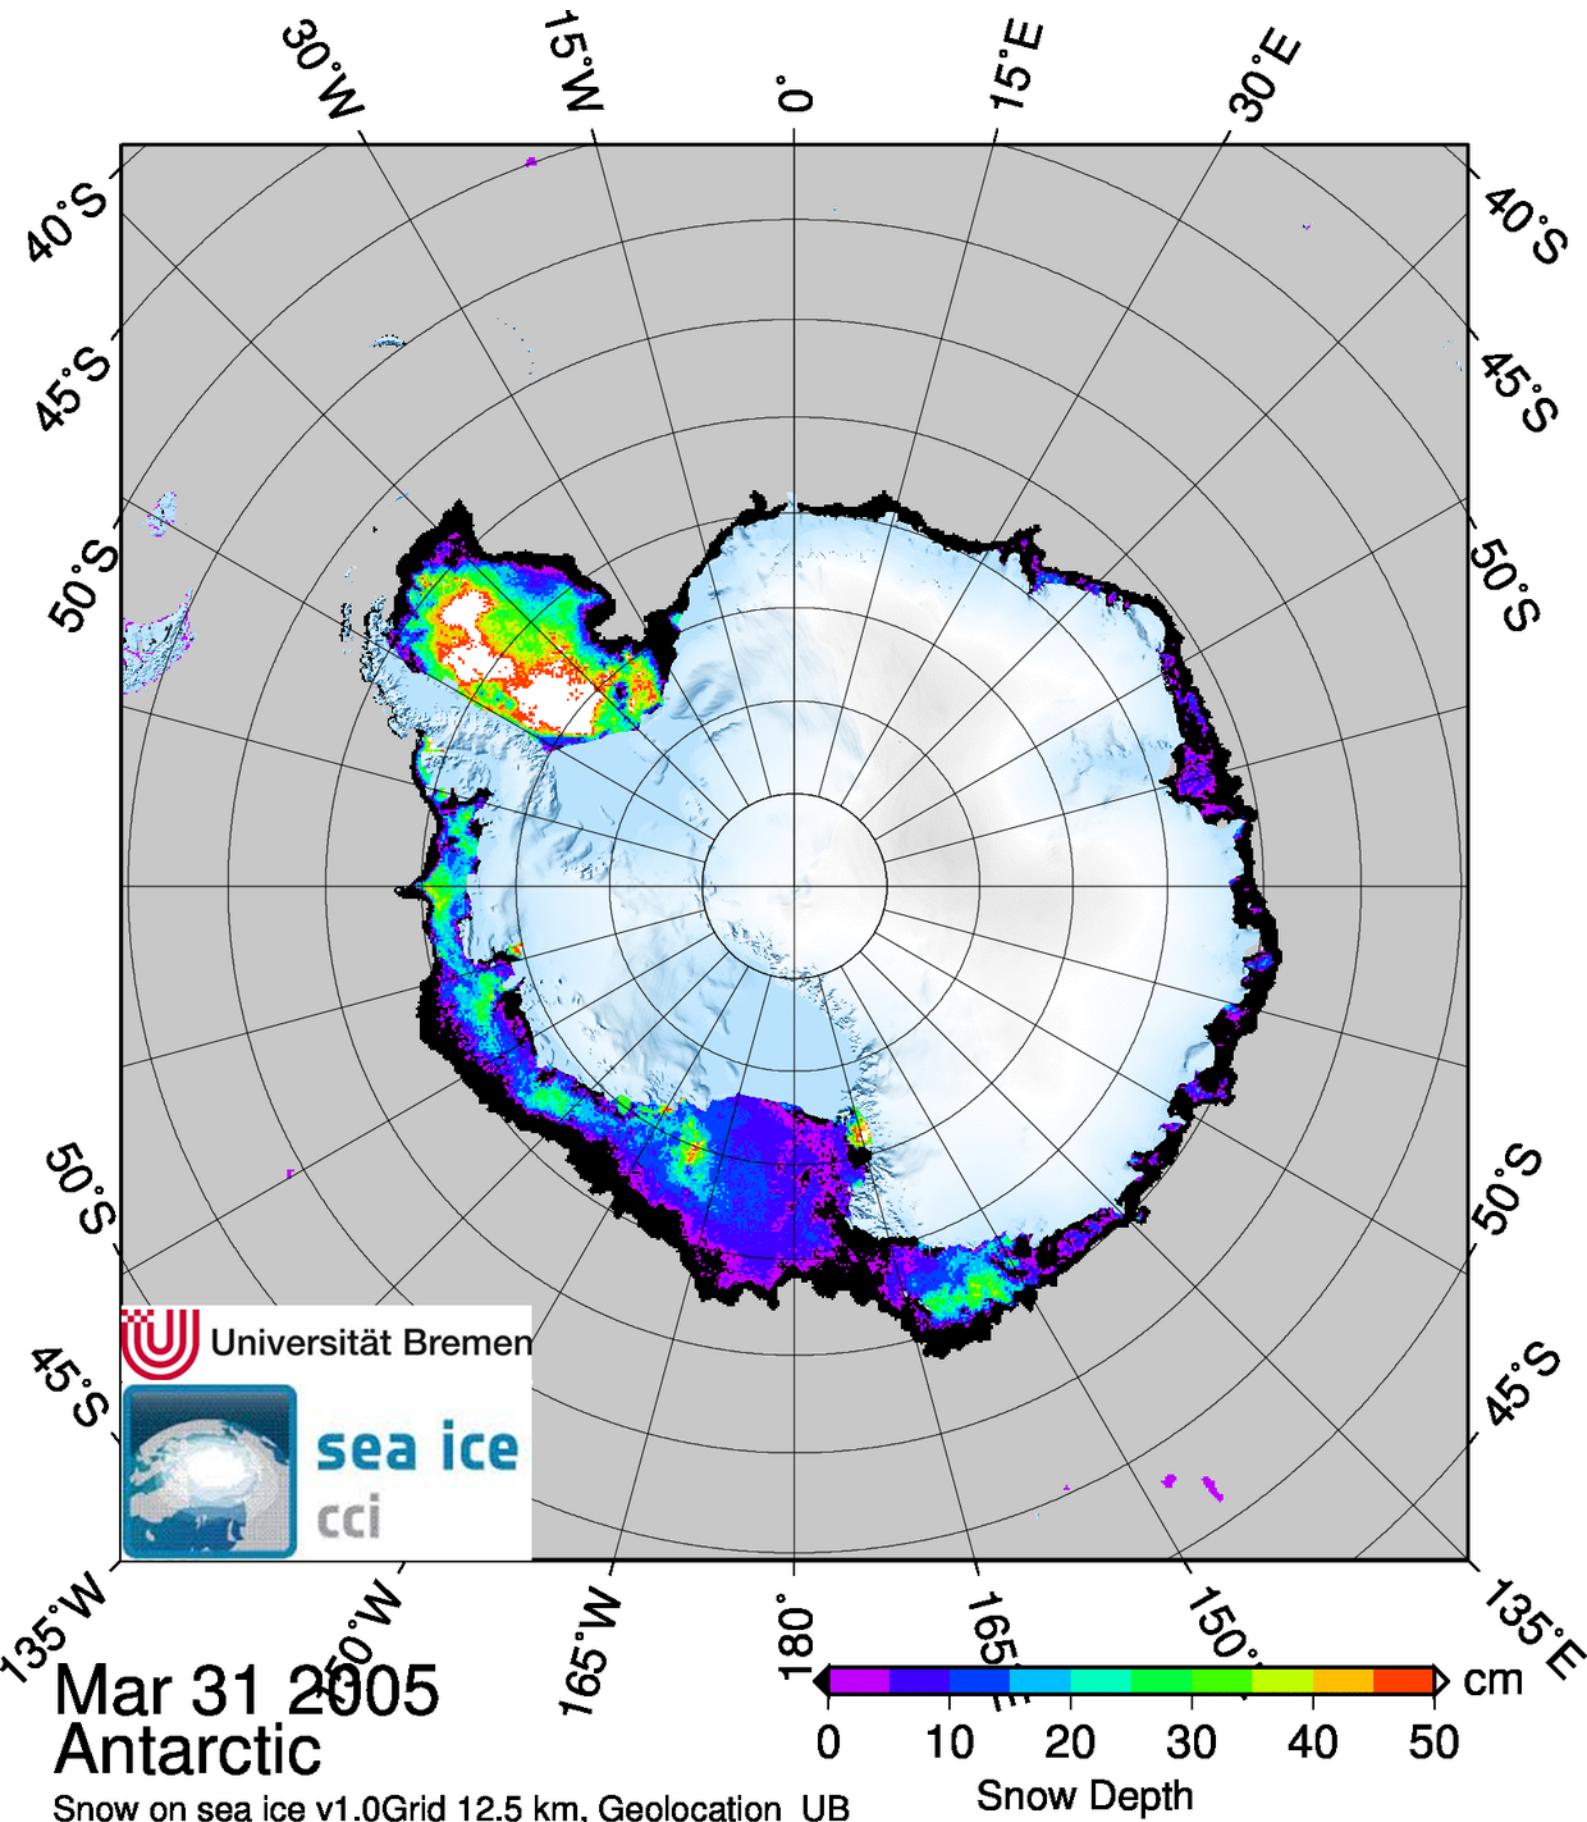 30°W
15°W
0°
15°E
30°E
40°S
40°S
45°S
45°S
50°S
50°S
50°S
50°S
45°S
45°S
Universität Bremen
sea ice
cci
135°W
165°W
180°
135°E
Mar 31 2005
Antarctic
Snow on sea ice v1.0Grid 12.5 km, Geolocation UB
cm
0 10 20 30 40 50
Snow Depth